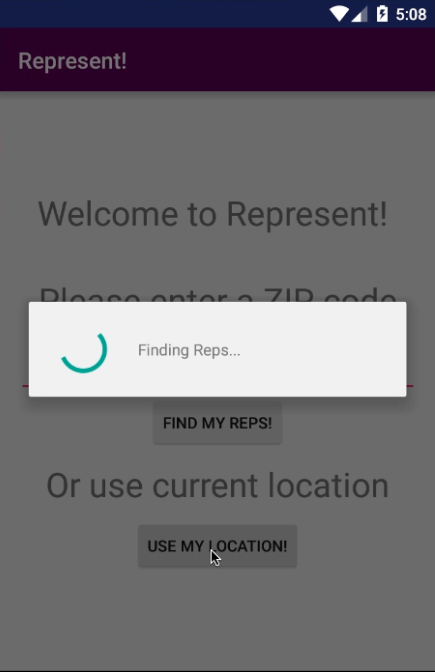 5:08
Represent!
Welcome to Represent!
Please enter a ZIP code
Finding Reps...
FIND MY REPS!
Or use current location
USE MY LOCATION!